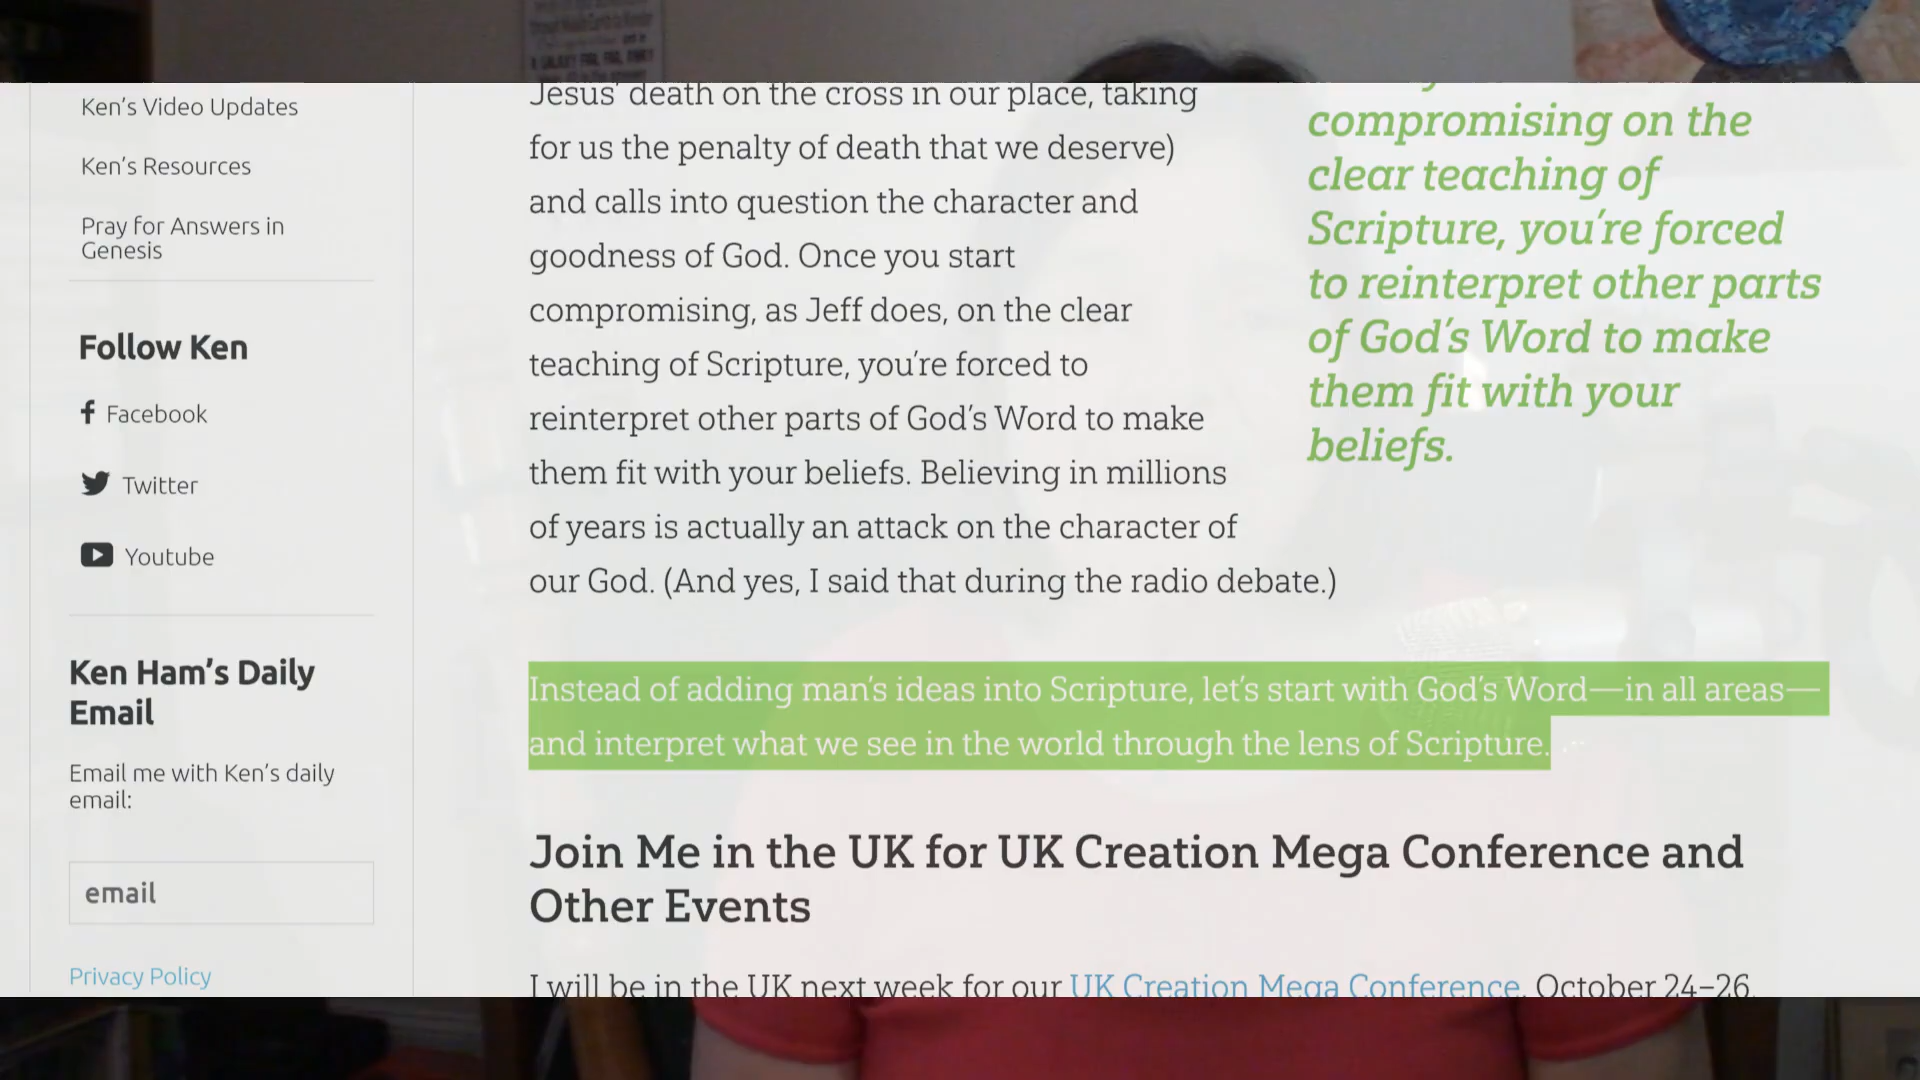 A GALAXY FAR, FAR, AWAY
Ken's Video Updates
Ken's Resources
Pray for Answers in
Genesis
Follow Ken
Facebook
Twitter
Youtube
Ken Ham's Daily
Email
Email me with Ken's daily
email:
email
Privacy Policy
Jesus' death on the cross in our place, taking
for us the penalty of death that we deserve)
and calls into question the character and
goodness of God. Once you start
compromising, as Jeff does, on the clear
teaching of Scripture, you're forced to
reinterpret other parts of God's Word to make
them fit with your beliefs. Believing in millions
of years is actually an attack on the character of
our God. (And yes, I said that during the radio debate.)
compromising on the
clear teaching of
Scripture, you're forced
to reinterpret other parts
of God's Word to make
them fit with your
beliefs.
Instead of adding man's ideas into Scripture, let's start with God's Word—in all areas—
and interpret what we see in the world through the lens of Scripture.
Join Me in the UK for UK Creation Mega Conference and
Other Events
I will be in the UK next week for our UK Creation Mega Conference, October 24–26,